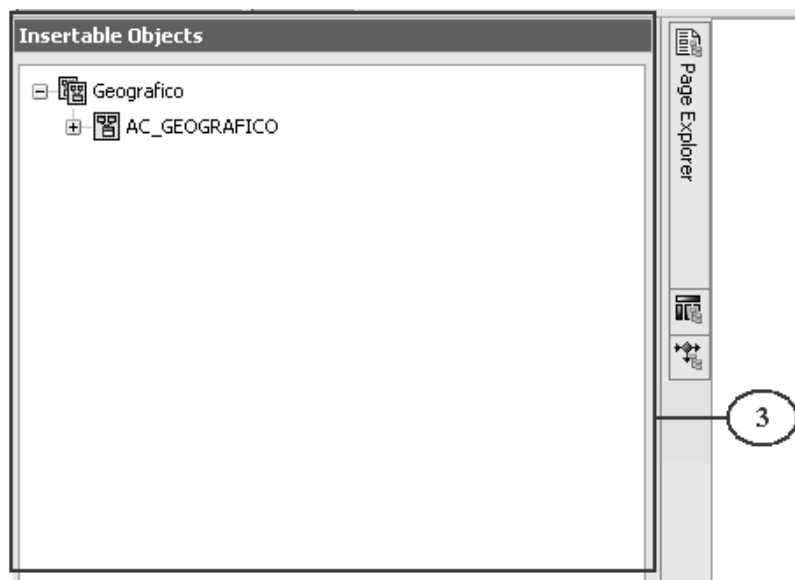 Insertable Objects
Geografico
AC_GEOGRAFICO
Page Explorer
3